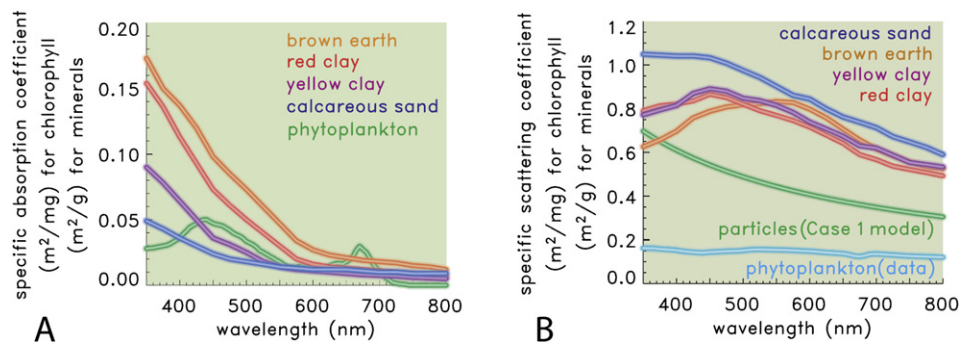 specific absorption coefficient
(m²/mg) for chlorophyll
(m²/g) for minerals
0.20
0.15
0.10
0.05
0.00
brown earth
red clay
yellow clay
calcareous sand
phytoplankton
400 500 600 700 800
wavelength (nm)
A
specific scattering coefficient
(m²/mg) for chlorophyll
(m²/g) for minerals
1.2
1.0
0.8
0.6
0.4
0.2
0.0
calcareous sand
brown earth
yellow clay
red clay
particles(Case 1 model)
phytoplankton(data)
400 500 600 700 800
wavelength (nm)
B